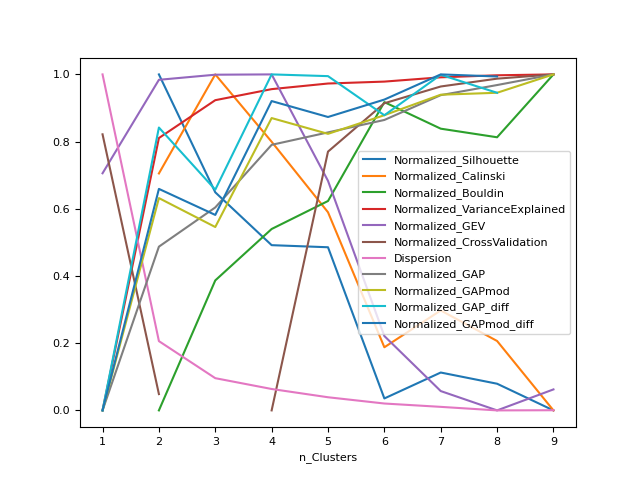 1.0
0.8
0.6
0.4
0.2
0.0
Normalized_Silhouette
Normalized_Calinski
Normalized_Bouldin
Normalized_VarianceExplained
Normalized_GEV
Normalized_CrossValidation
Dispersion
Normalized_GAP
Normalized_GAPmod
Normalized_GAP_diff
Normalized_GAPmod_diff
1 2 3 4 5 6 7 8 9
n_Clusters